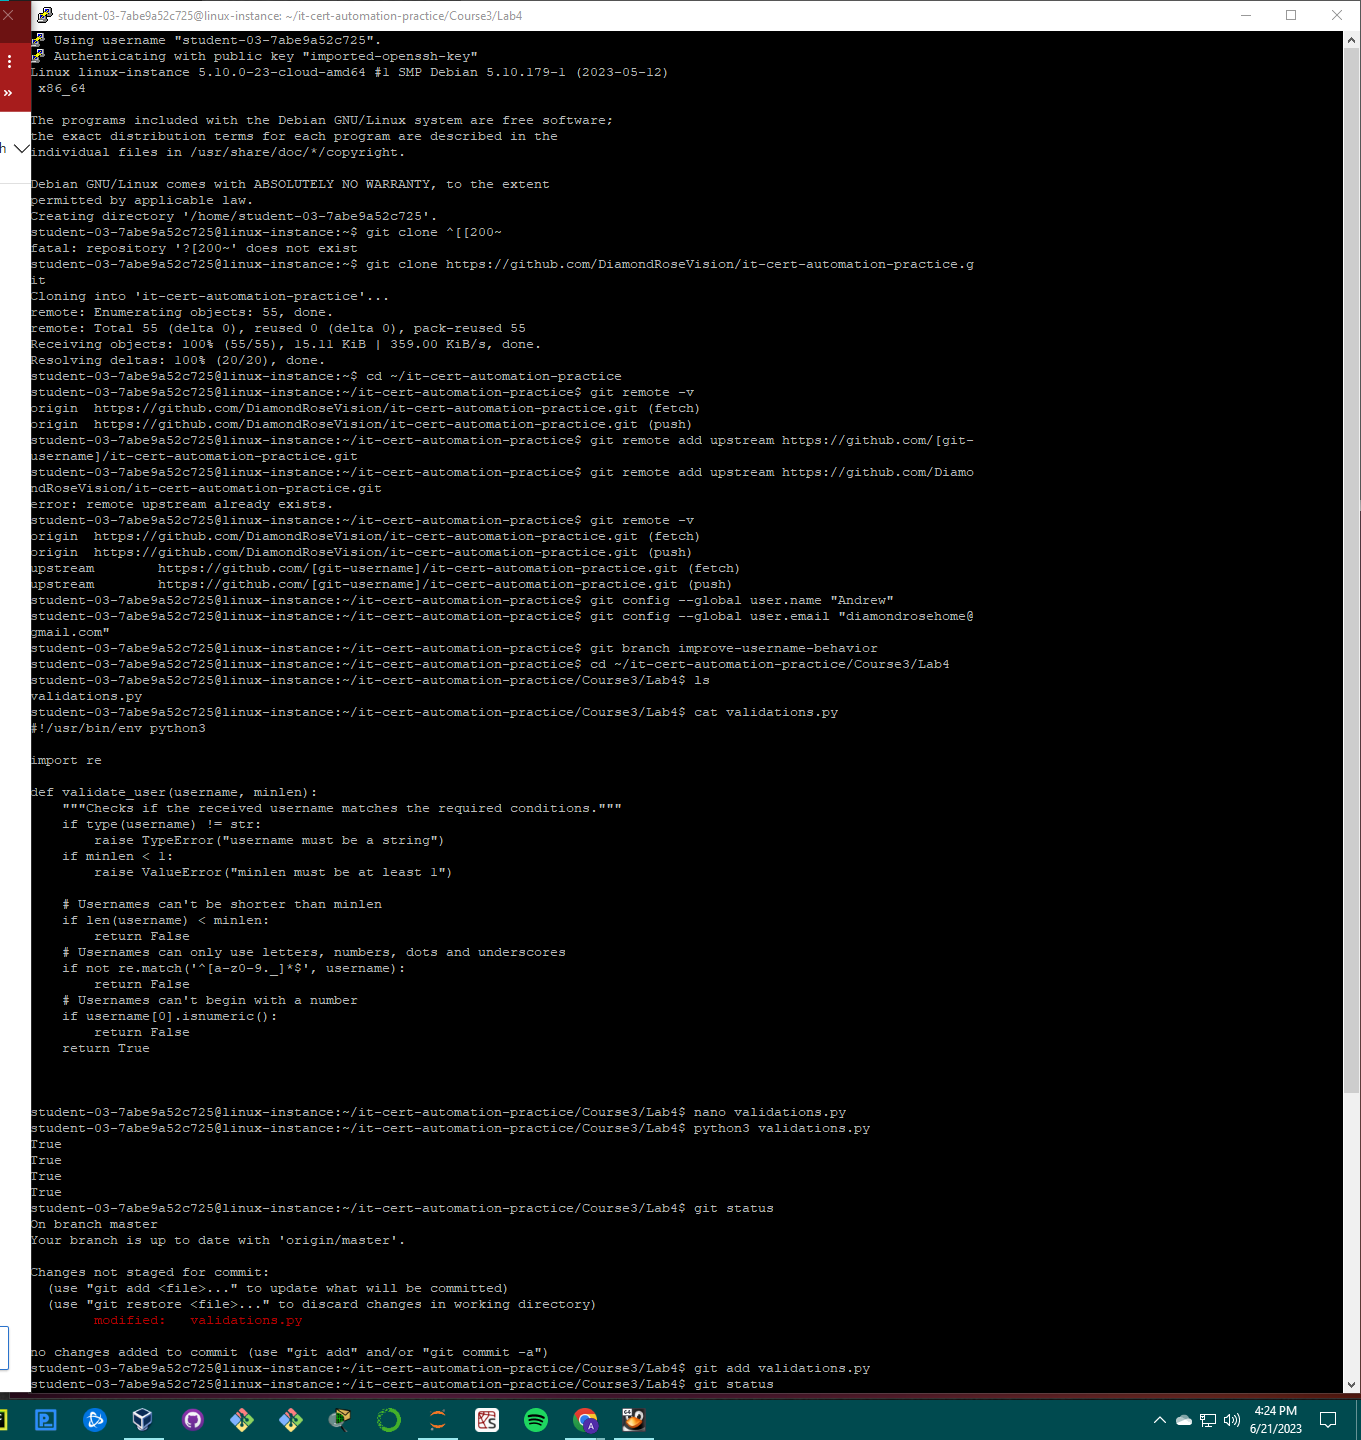 student-03-7abe9a52c725@linux-instance: ~/it-cert-automation-practice/Course3/Lab4
Using username "student-03-7abe9a52c725".
Authenticating with public key "imported-openssh-key"
Linux linux-instance 5.10.0-23-cloud-amd64 #1 SMP Debian 5.10.179-1 (2023-05-12)
 x86_64
The programs included with the Debian GNU/Linux system are free software;
the exact distribution terms for each program are described in the
individual files in /usr/share/doc/*/copyright.
Debian GNU/Linux comes with ABSOLUTELY NO WARRANTY, to the extent
permitted by applicable law.
Creating directory '/home/student-03-7abe9a52c725'.
student-03-7abe9a52c725@linux-instance:~$ git clone ^[[200~
fatal: repository '?[200~' does not exist
student-03-7abe9a52c725@linux-instance:~$ git clone https://github.com/DiamondRoseVision/it-cert-automation-practice.g
it
Cloning into 'it-cert-automation-practice'...
remote: Enumerating objects: 55, done.
remote: Total 55 (delta 0), reused 0 (delta 0), pack-reused 55
Receiving objects: 100% (55/55), 15.11 KiB | 359.00 KiB/s, done.
Resolving deltas: 100% (20/20), done.
student-03-7abe9a52c725@linux-instance:~$ cd ~/it-cert-automation-practice
student-03-7abe9a52c725@linux-instance:~/it-cert-automation-practice$ git remote -v
origin  https://github.com/DiamondRoseVision/it-cert-automation-practice.git (fetch)
origin  https://github.com/DiamondRoseVision/it-cert-automation-practice.git (push)
student-03-7abe9a52c725@linux-instance:~/it-cert-automation-practice$ git remote add upstream https://github.com/[git-
username]/it-cert-automation-practice.git
student-03-7abe9a52c725@linux-instance:~/it-cert-automation-practice$ git remote add upstream https://github.com/Diamo
ndRoseVision/it-cert-automation-practice.git
error: remote upstream already exists.
student-03-7abe9a52c725@linux-instance:~/it-cert-automation-practice$ git remote -v
origin  https://github.com/DiamondRoseVision/it-cert-automation-practice.git (fetch)
origin  https://github.com/DiamondRoseVision/it-cert-automation-practice.git (push)
upstream        https://github.com/[git-username]/it-cert-automation-practice.git (fetch)
upstream        https://github.com/[git-username]/it-cert-automation-practice.git (push)
student-03-7abe9a52c725@linux-instance:~/it-cert-automation-practice$ git config --global user.name "Andrew"
student-03-7abe9a52c725@linux-instance:~/it-cert-automation-practice$ git config --global user.email "diamondrosehome@
gmail.com"
student-03-7abe9a52c725@linux-instance:~/it-cert-automation-practice$ git branch improve-username-behavior
student-03-7abe9a52c725@linux-instance:~/it-cert-automation-practice$ cd ~/it-cert-automation-practice/Course3/Lab4
student-03-7abe9a52c725@linux-instance:~/it-cert-automation-practice/Course3/Lab4$ ls
validations.py
student-03-7abe9a52c725@linux-instance:~/it-cert-automation-practice/Course3/Lab4$ cat validations.py
#!/usr/bin/env python3
import re
def validate_user(username, minlen):
    """Checks if the received username matches the required conditions."""
    if type(username) != str:
        raise TypeError("username must be a string")
    if minlen < 1:
        raise ValueError("minlen must be at least 1")
    # Usernames can't be shorter than minlen
    if len(username) < minlen:
        return False
    # Usernames can only use letters, numbers, dots and underscores
    if not re.match('^[a-z0-9._]*$', username):
        return False
    # Usernames can't begin with a number
    if username[0].isnumeric():
        return False
    return True
student-03-7abe9a52c725@linux-instance:~/it-cert-automation-practice/Course3/Lab4$ nano validations.py
student-03-7abe9a52c725@linux-instance:~/it-cert-automation-practice/Course3/Lab4$ python3 validations.py
True
True
True
True
student-03-7abe9a52c725@linux-instance:~/it-cert-automation-practice/Course3/Lab4$ git status
On branch master
Your branch is up to date with 'origin/master'.
Changes not staged for commit:
  (use "git add <file>..." to update what will be committed)
  (use "git restore <file>..." to discard changes in working directory)
        modified:   validations.py
no changes added to commit (use "git add" and/or "git commit -a")
student-03-7abe9a52c725@linux-instance:~/it-cert-automation-practice/Course3/Lab4$ git add validations.py
student-03-7abe9a52c725@linux-instance:~/it-cert-automation-practice/Course3/Lab4$ git status
4:24 PM
6/21/2023